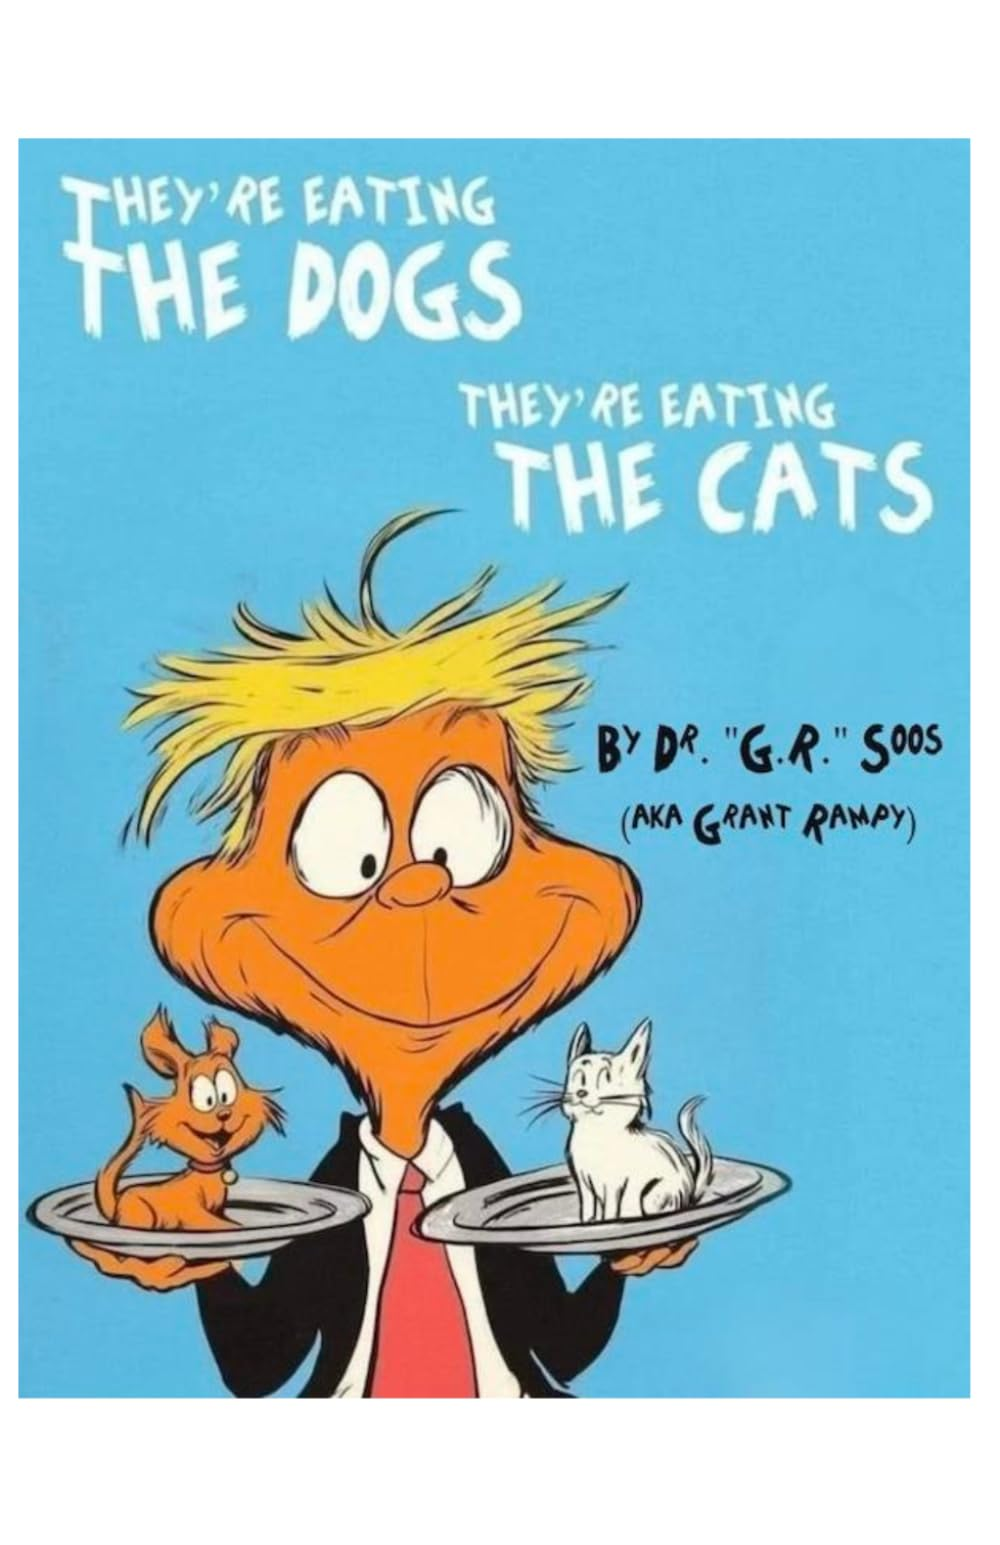 THEY'RE EATING
THE DOGS
THEY'RE EATING
THE CATS
BY DR. "G.R." SOOS
(AKA GRANT RAMPY)